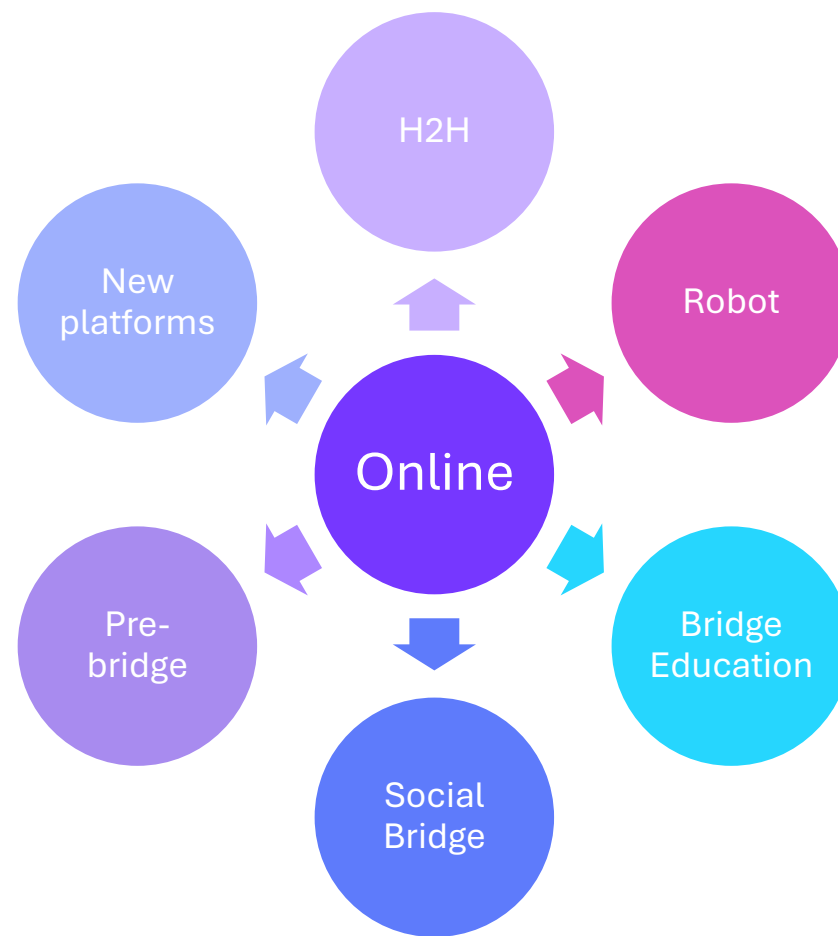 H2H
Robot
Bridge
Education
Social
Bridge
Pre-
bridge
New
platforms
Online